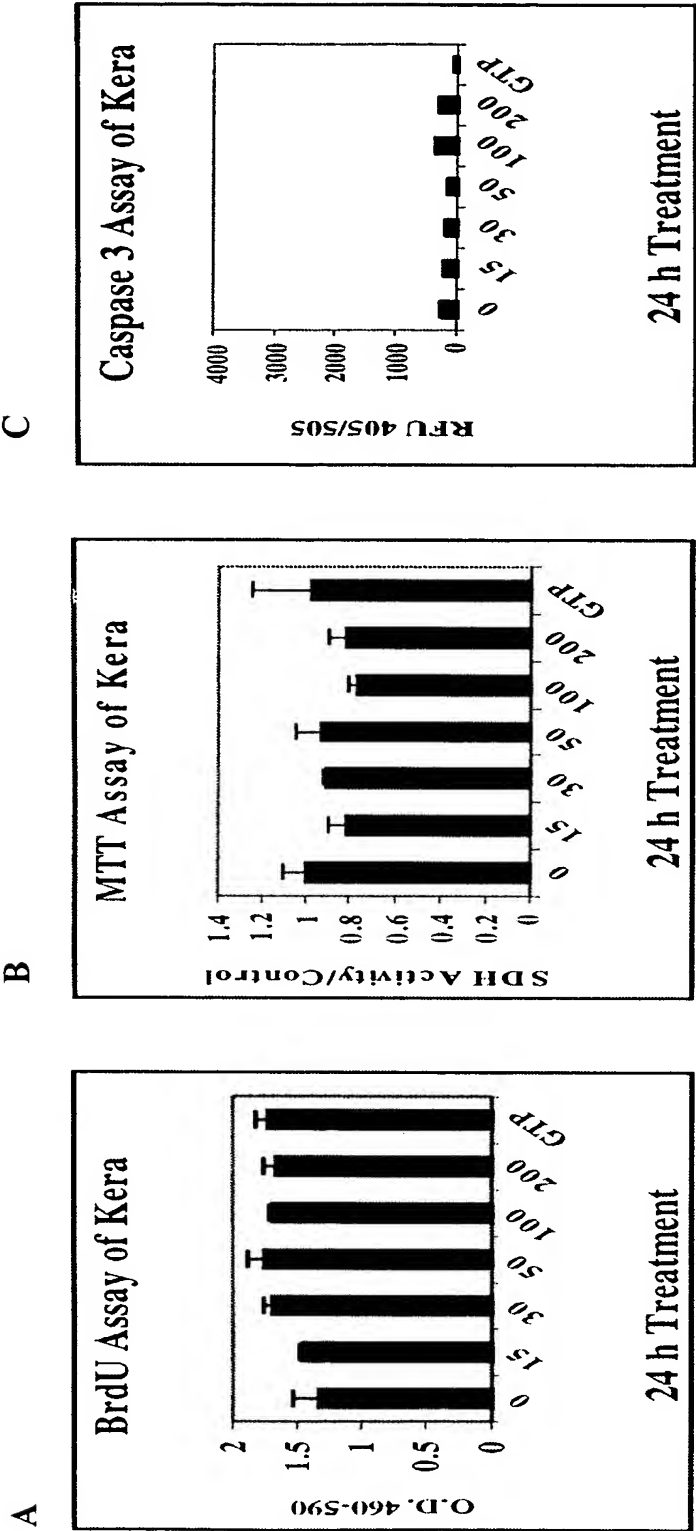 A
BrdU Assay of Kera
O.D. 460-590
2
1.5
1
0.5
0
0 15 30 50 100 200 GTP
24 h Treatment
B
MTT Assay of Kera
SDH Activity/Control
1.4
1.2
1
0.8
0.6
0.4
0.2
0
0 15 30 50 100 200 GTP
24 h Treatment
C
Caspase 3 Assay of Kera
RFU 405/505
4000
3000
2000
1000
0
0 15 30 50 100 200 GTP
24 h Treatment